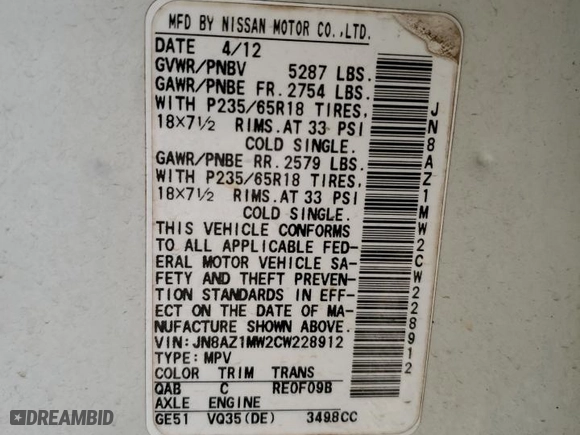 MFD BY NISSAN MOTOR CO.,LTD.
DATE 4/12
GVWR/PNBV 5287 LBS.
GAWR/PNBE FR. 2754 LBS.
WITH P235/65R18 TIRES,
18×7½ RIMS. AT 33 PSI
COLD SINGLE.
GAWR/PNBE RR. 2579 LBS.
WITH P235/65R18 TIRES,
18×7½ RIMS. AT 33 PSI
COLD SINGLE.
THIS VEHICLE CONFORMS
TO ALL APPLICABLE FED-
ERAL MOTOR VEHICLE SA-
FETY AND THEFT PREVEN-
TION STANDARDS IN EFF-
ECT ON THE DATE OF MA-
NUFACTURE SHOWN ABOVE.
VIN: JN8AZ1MW2CW228912
TYPE: MPV
COLOR TRIM TRANS
QAB C RE0F09B
AXLE ENGINE
GE51 VQ35(DE) 3498CC
JN8AZ1MW2CW228912
DREAMBID